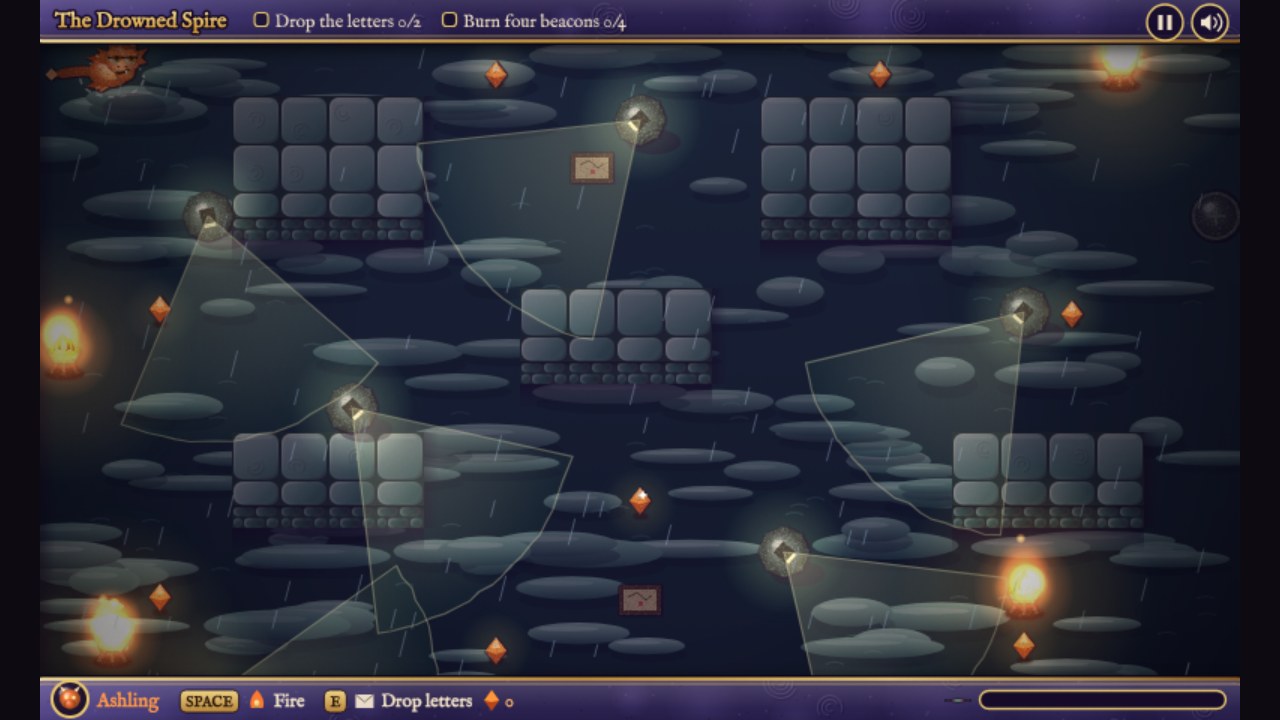 The Drowned Spire
Drop the letters 0/2
Burn four beacons 0/4
Ashling
SPACE Fire
E Drop letters
0